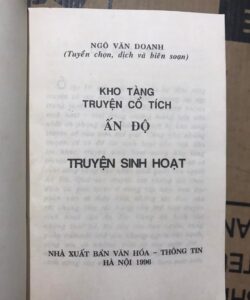 NGÔ VĂN DOANH
(Tuyển chọn, dịch và biên soạn)
KHO TÀNG
TRUYỆN CỔ TÍCH
ẤN ĐỘ
TRUYỆN SINH HOẠT
NHÀ XUẤT BẢN VĂN HÓA - THÔNG TIN
HÀ NỘI 1996